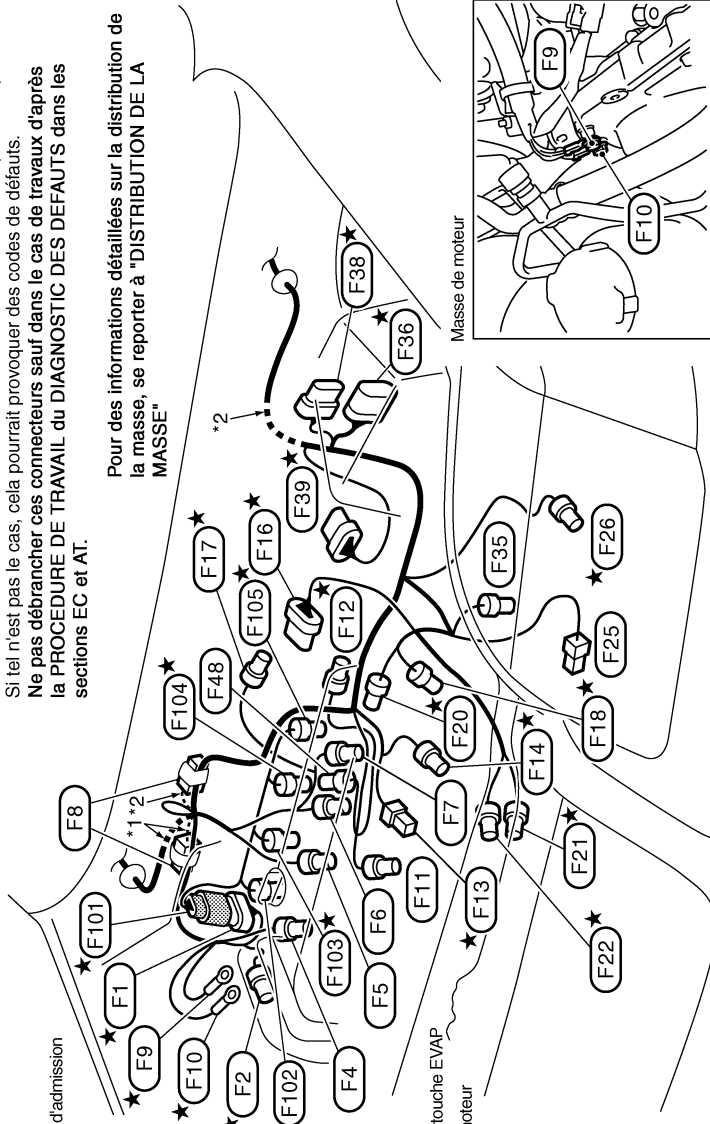 Si tel n'est pas le cas, cela pourrait provoquer des codes de défauts.
Ne pas débrancher ces connecteurs sauf dans le cas de travaux d'après
la PROCEDURE DE TRAVAIL du DIAGNOSTIC DES DEFAUTS dans les
sections EC et AT.
Pour des informations détaillées sur la distribution de
la masse, se reporter à "DISTRIBUTION DE LA
MASSE"
d'admission
F8
*1
*2
F101
F1
F9
F10
F2
F102
F4
F5
F103
F6
F11
F7
F13
F104
F48
F105
F17
F16
F12
F39
*2
F38
F36
F20
F14
F18
F35
F25
F26
F21
F22
touche EVAP
moteur
Masse de moteur
F9
F10